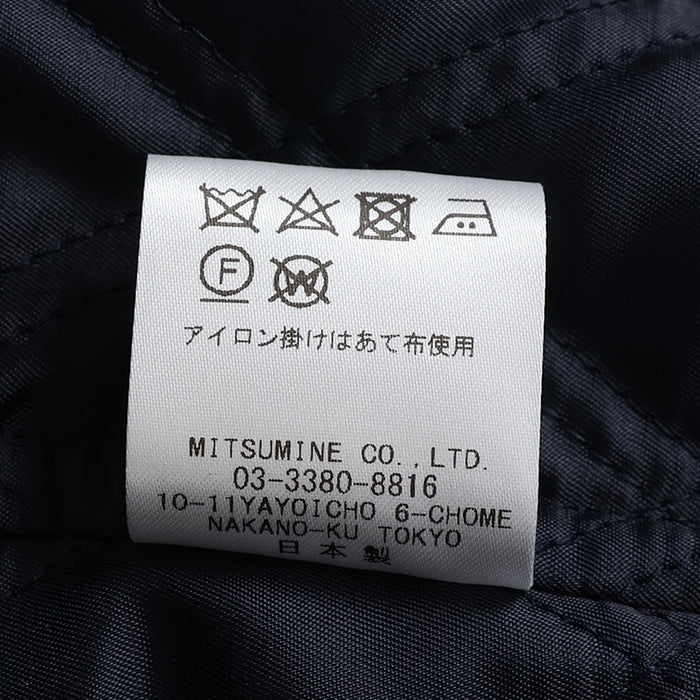 F W
アイロン掛けはあて布使用
MITSUMINE CO.,LTD.
03-3380-8816
10-11YAYOICHO 6-CHOME
NAKANO-KU TOKYO
日本製